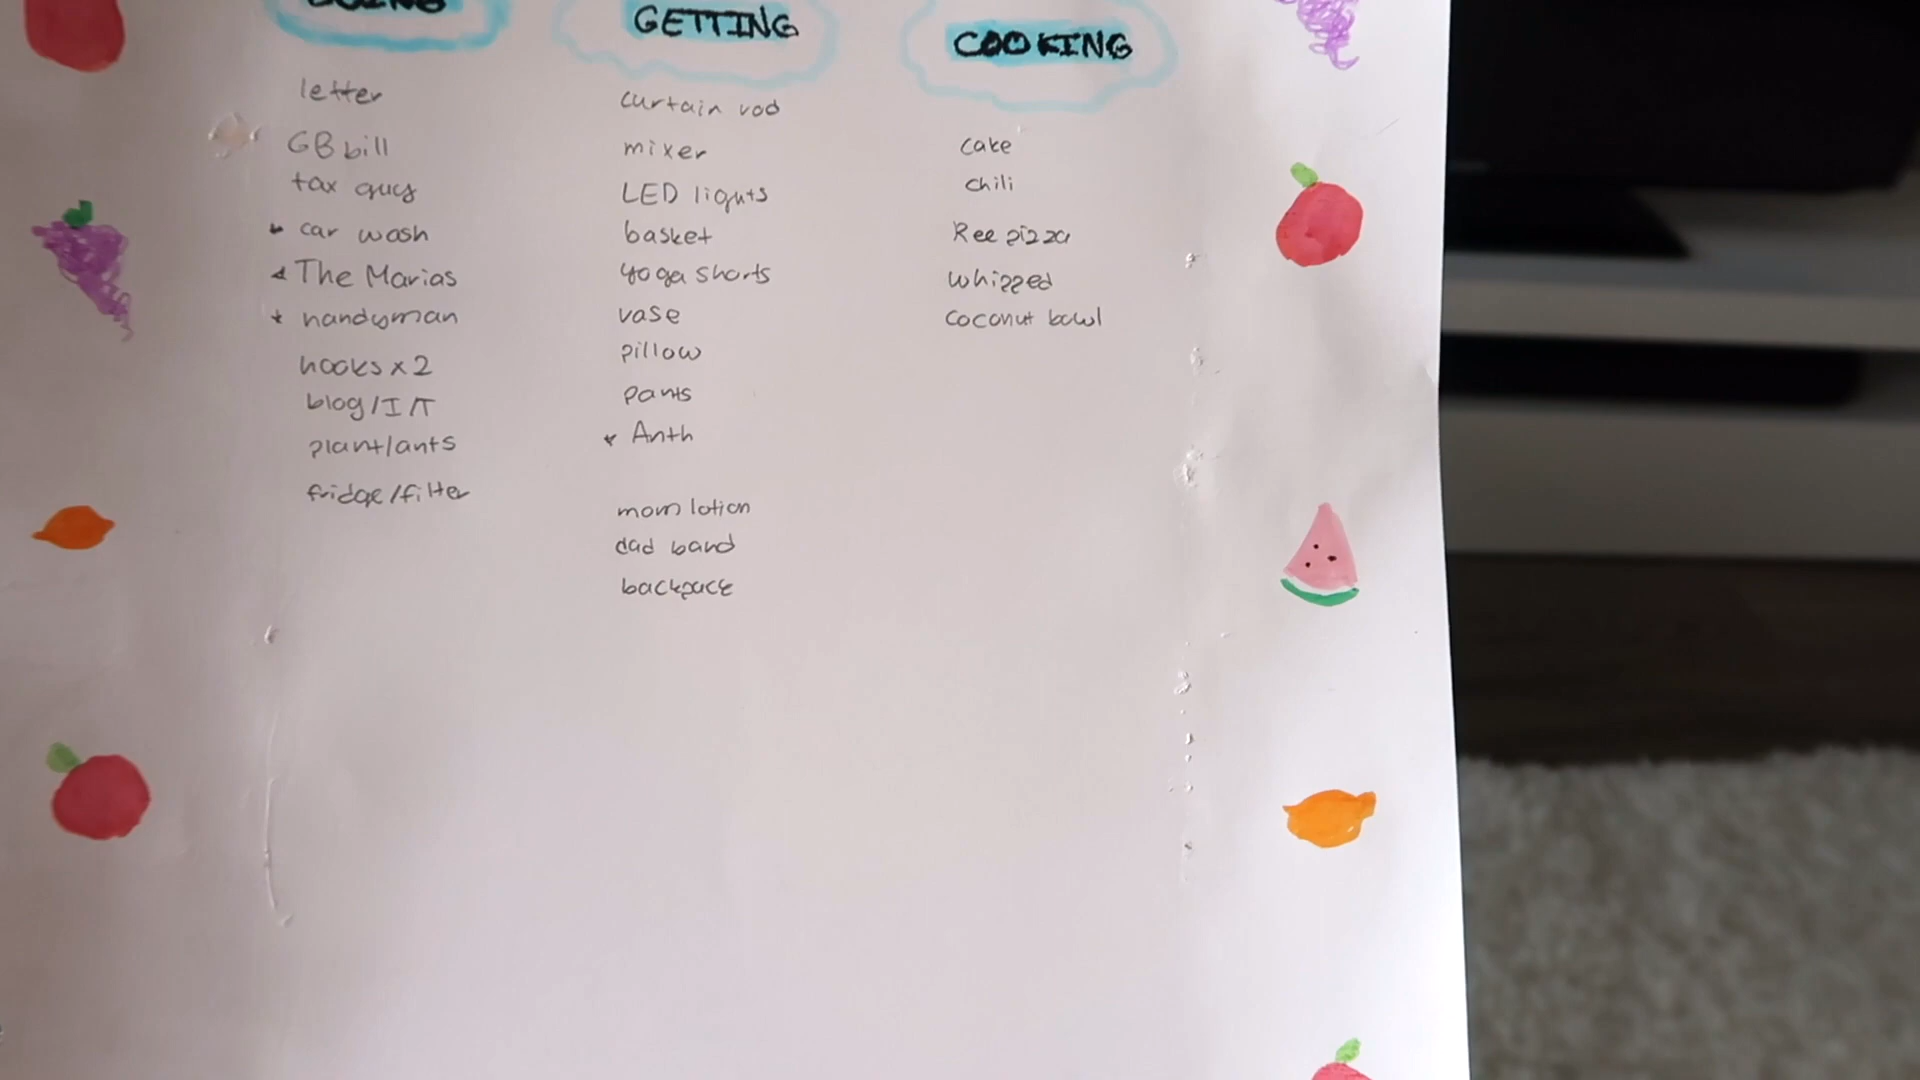 DOING
letter
GB bill
tax guy
car wash
The Marias
handyman
hooks x 2
blog/I/T
plant/ants
fridge/filter
GETTING
curtain rod
mixer
LED lights
basket
yoga shorts
vase
pillow
pants
Anth
mom lotion
dad band
backpack
COOKING
cake
chili
Ree pizza
whipped
coconut bowl